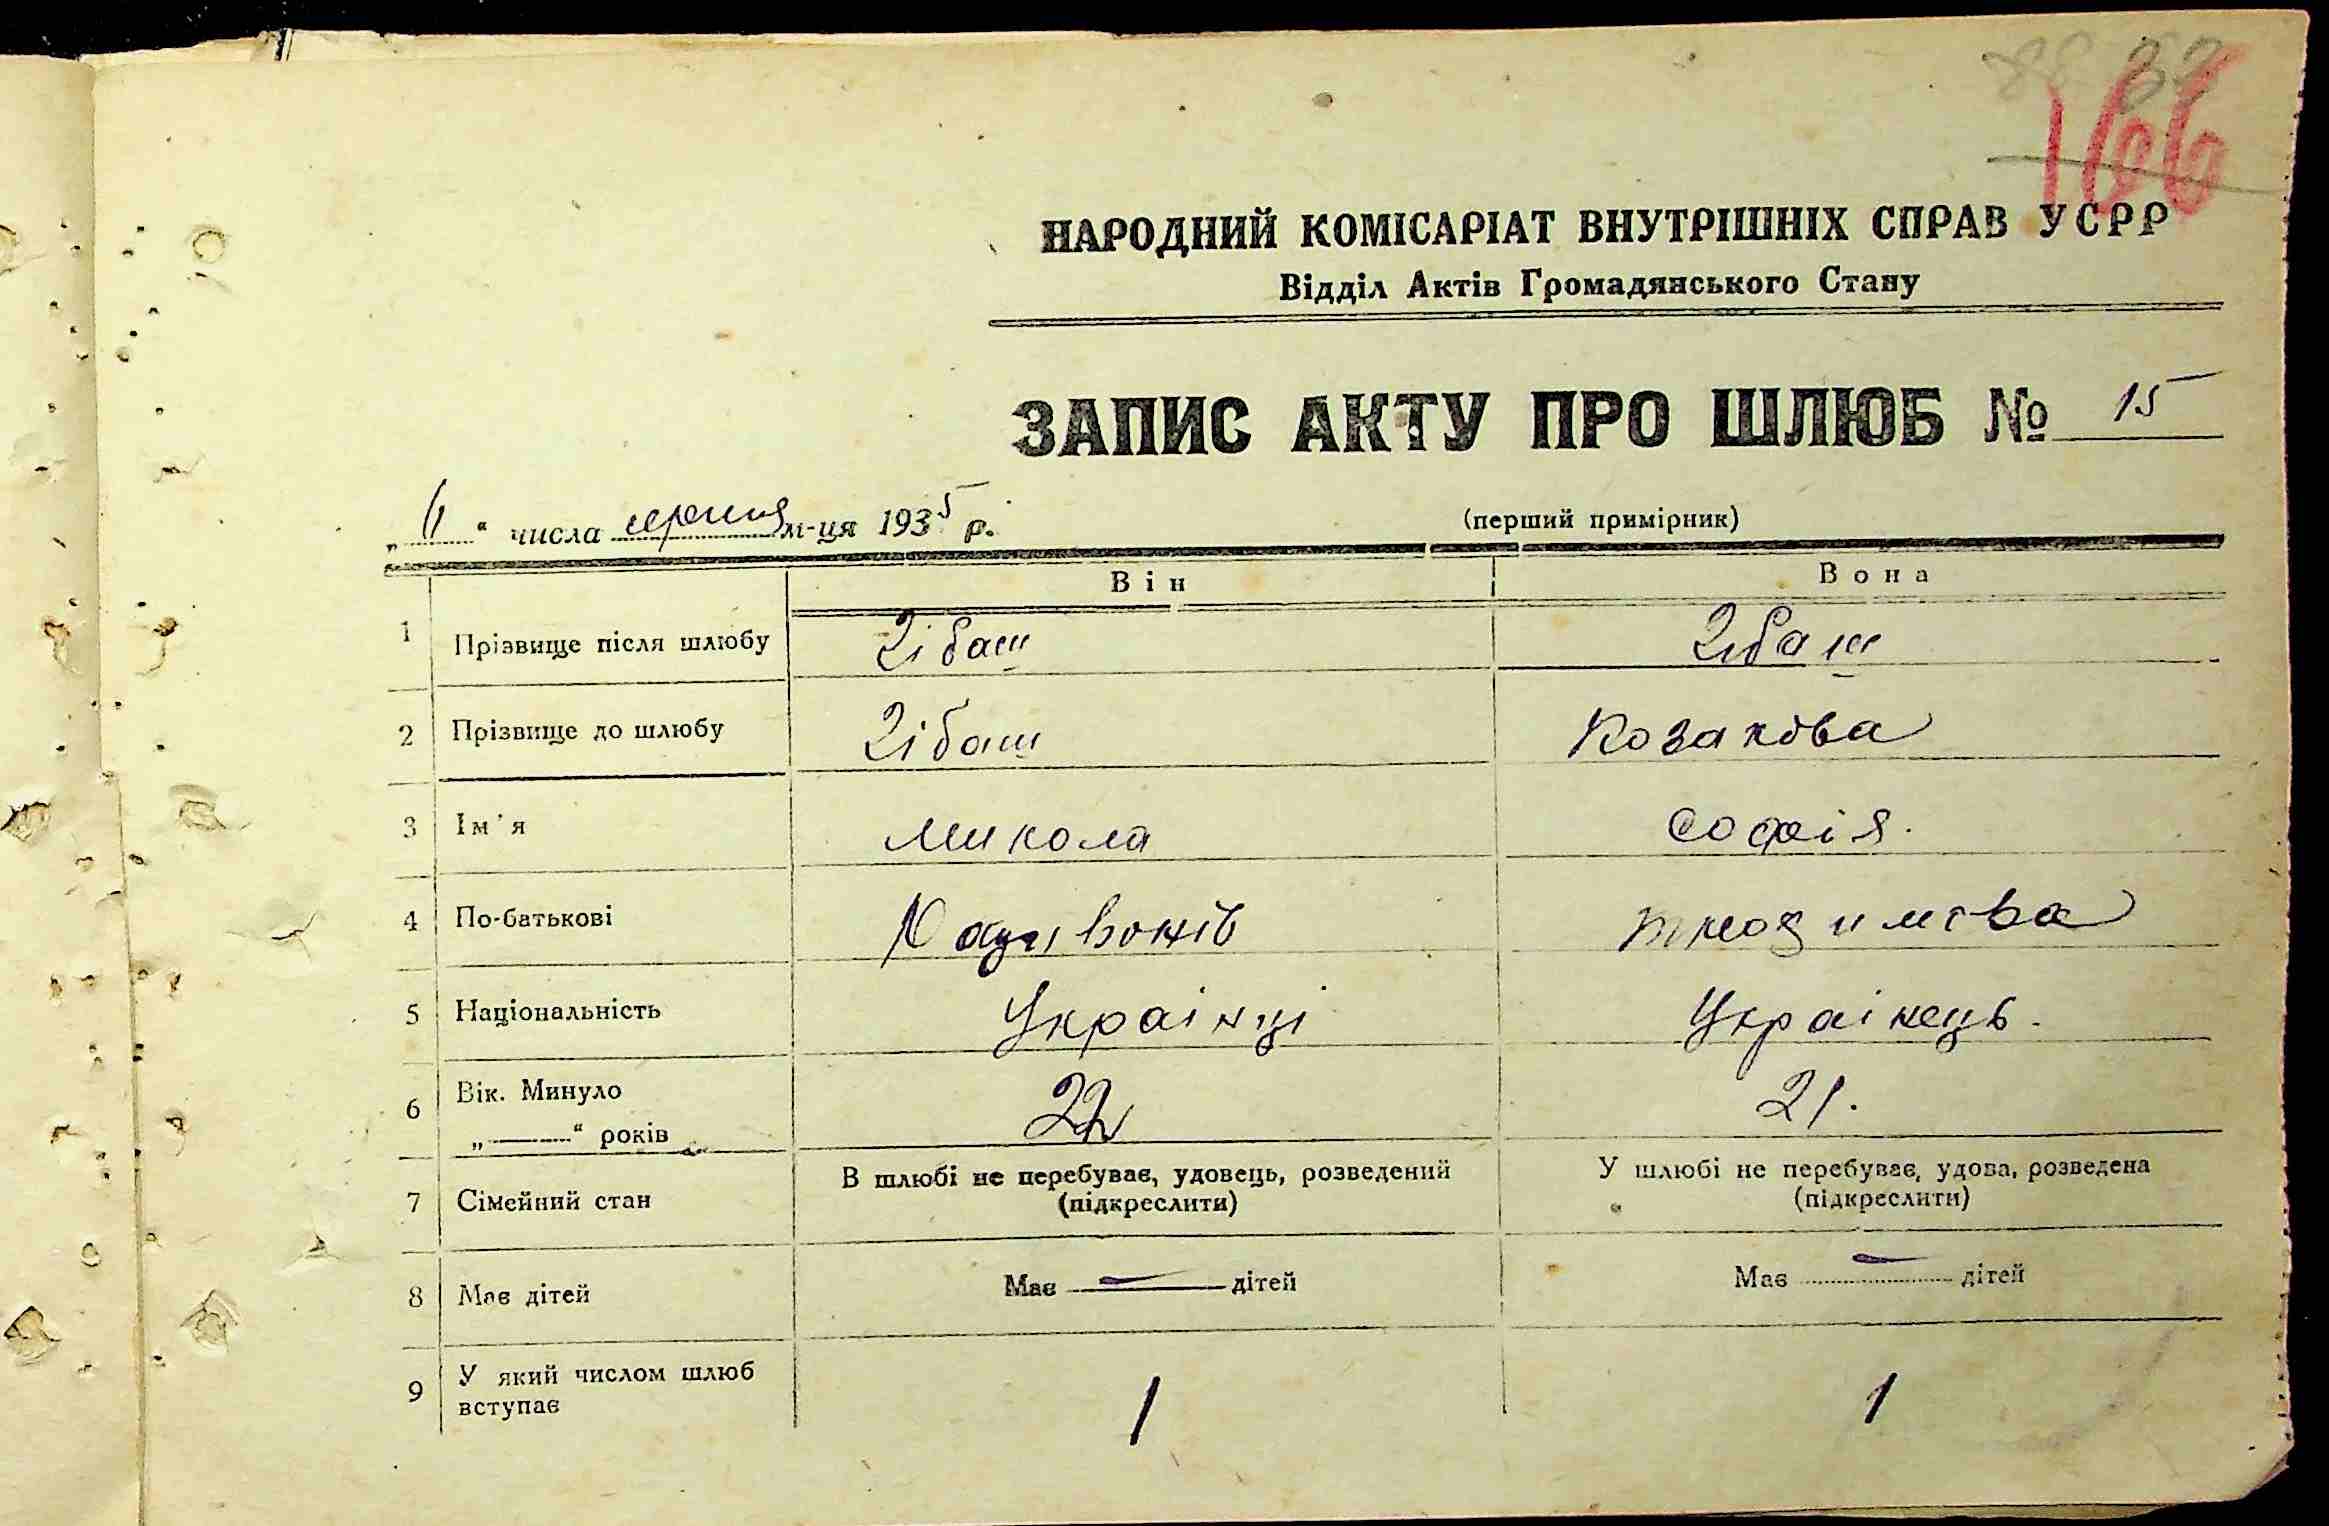 166
НАРОДНИЙ КОМІСАРІАТ ВНУТРІШНІХ СПРАВ УСРР
Відділ Актів Громадянського Стану
ЗАПИС АКТУ ПРО ШЛЮБ № 15
„ “ числа серпня м-ця 1935 р.
(перший примірник)
Він Вона
1 Прізвище після шлюбу Зібаш Зібаш
2 Прізвище до шлюбу Зібаш Козакова
3 Ім'я Микола Софія.
4 По-батькові
5 Національність Українці Українець.
6 Вік. Минуло „ “ років 22 21.
7 Сімейний стан В шлюбі не перебуває, удовець, розведений (підкреслити) У шлюбі не перебуває, удова, розведена (підкреслити)
8 Має дітей Має — дітей Має — дітей
9 У який числом шлюб вступає 1 1